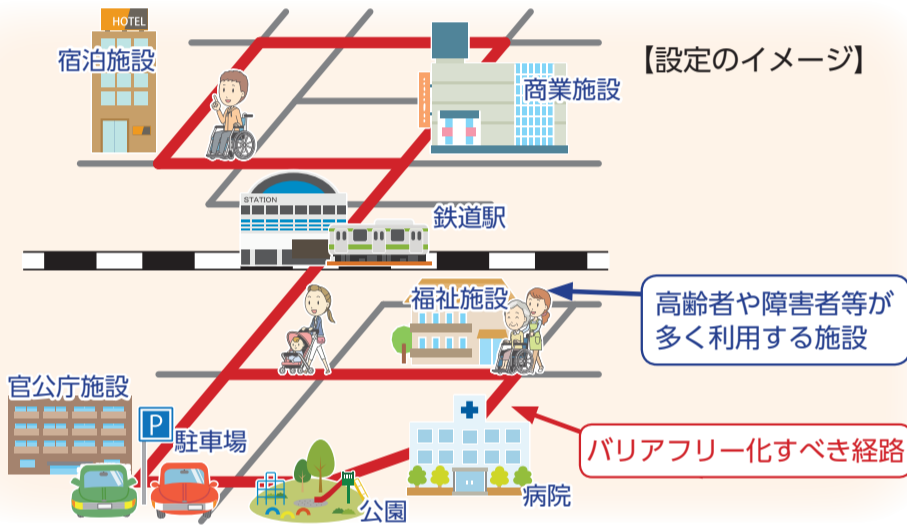 HOTEL
宿泊施設
【設定のイメージ】
商業施設
STATION
鉄道駅
福祉施設
高齢者や障害者等が
多く利用する施設
官公庁施設
P
駐車場
バリアフリー化すべき経路
公園
病院